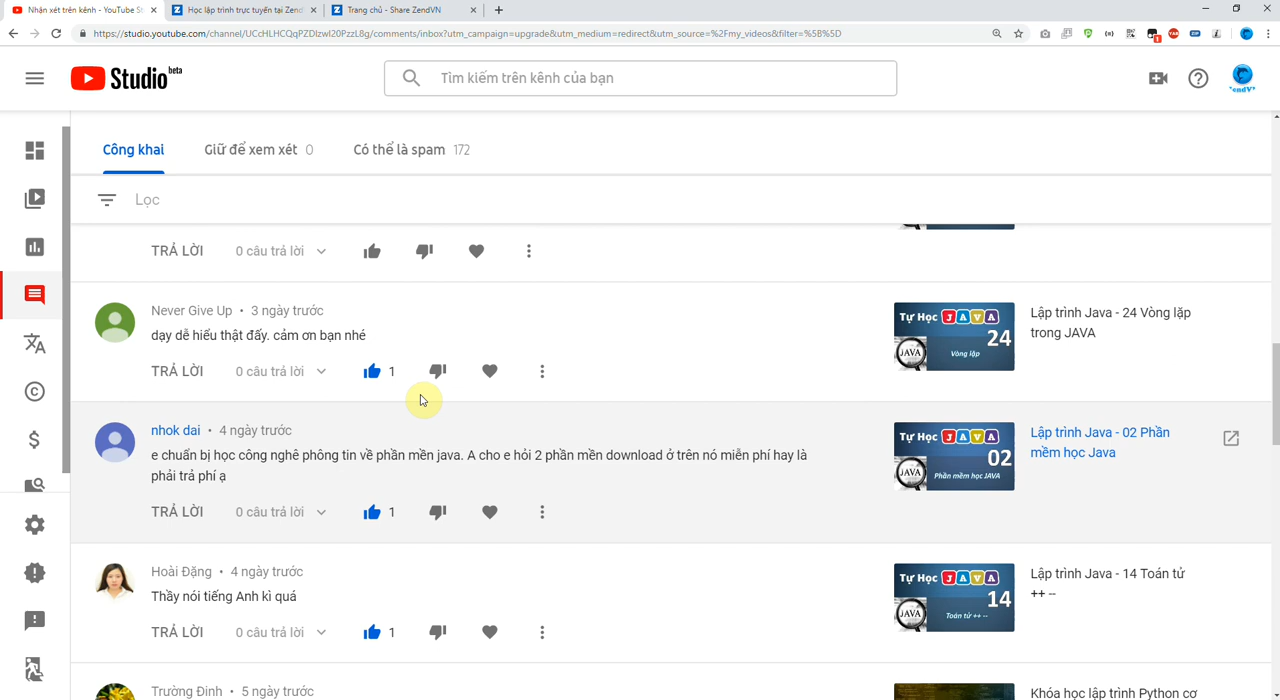 Nhận xét trên kênh - YouTube St
Học lập trình trực tuyến tại Zend
Trang chủ - Share ZendVN
https://studio.youtube.com/channel/UCcHLHCQqPZDIzwI20PzzL8g/comments/inbox?utm_campaign=upgrade&utm_medium=redirect&utm_source=%2Fmy_videos&filter=%5B%5D
Studio beta
Tìm kiếm trên kênh của bạn
Công khai
Giữ để xem xét 0
Có thể là spam 172
Lọc
TRẢ LỜI 0 câu trả lời
Never Give Up • 3 ngày trước
dạy dễ hiểu thật đấy. cảm ơn bạn nhé
TRẢ LỜI 0 câu trả lời 1
Tự Học JAVA
24
JAVA
Vòng lặp
Lập trình Java - 24 Vòng lặp
trong JAVA
nhok dai • 4 ngày trước
e chuẩn bị học công nghê phông tin về phần mền java. A cho e hỏi 2 phần mền download ở trên nó miễn phí hay là
phải trả phí ạ
TRẢ LỜI 0 câu trả lời 1
Tự Học JAVA
02
JAVA
Phần mềm học JAVA
Lập trình Java - 02 Phần
mềm học Java
Hoài Đặng • 4 ngày trước
Thầy nói tiếng Anh kì quá
TRẢ LỜI 0 câu trả lời 1
Tự Học JAVA
14
JAVA
Toán tử ++ --
Lập trình Java - 14 Toán tử
++ --
Trường Đinh • 5 ngày trước
Khóa học lập trình Python cơ